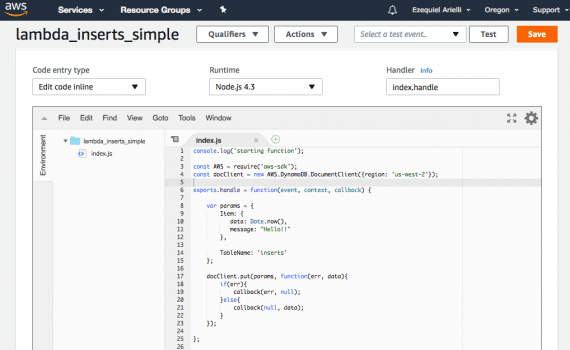 aws Services Resource Groups Ezequiel Arielli Oregon Support
lambda_inserts_simple Qualifiers Actions Select a test event.. Test Save
Code entry type Runtime Handler Info
Edit code inline Node.js 4.3 index.handle
File Edit Find View Goto Tools Window
Environment
lambda_inserts_simple
index.js
index.js
1 console.log('starting function');
2
3 const AWS = require("aws-sdk");
4 const docClient = new AWS.DynamoDB.DocumentClient({region: 'us-west-2'});
5
6 exports.handle = function(event, context, callback) {
7
8 var params = {
9 Item: {
10 data: Date.now(),
11 message: "Hello!!"
12 },
13
14 TableName: 'inserts'
15 };
16
17 docClient.put(params, function(err, data){
18 if(err){
19 callback(err, null);
20 }else{
21 callback(null, data);
22 }
23 });
24
25 };
26